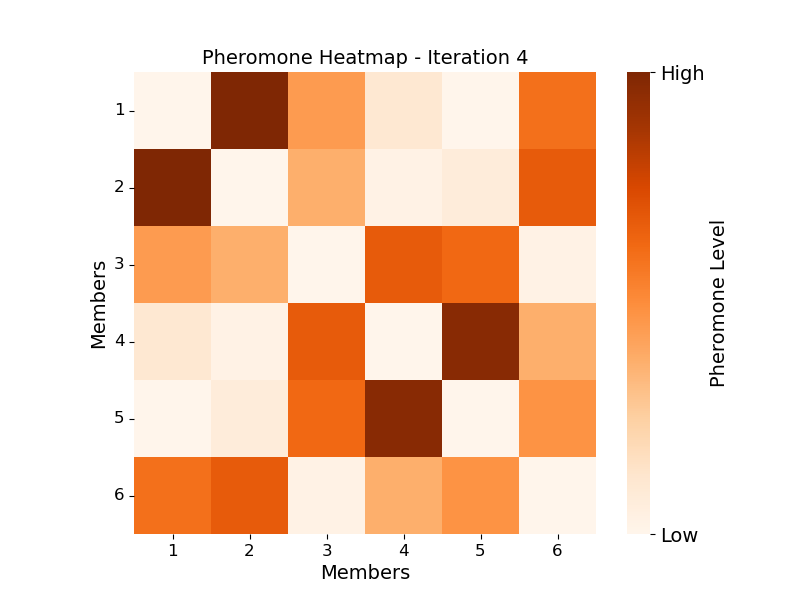 Pheromone Heatmap - Iteration 4
High
1
2
3
4
5
6
Members
Pheromone Level
Low
1 2 3 4 5 6
Members